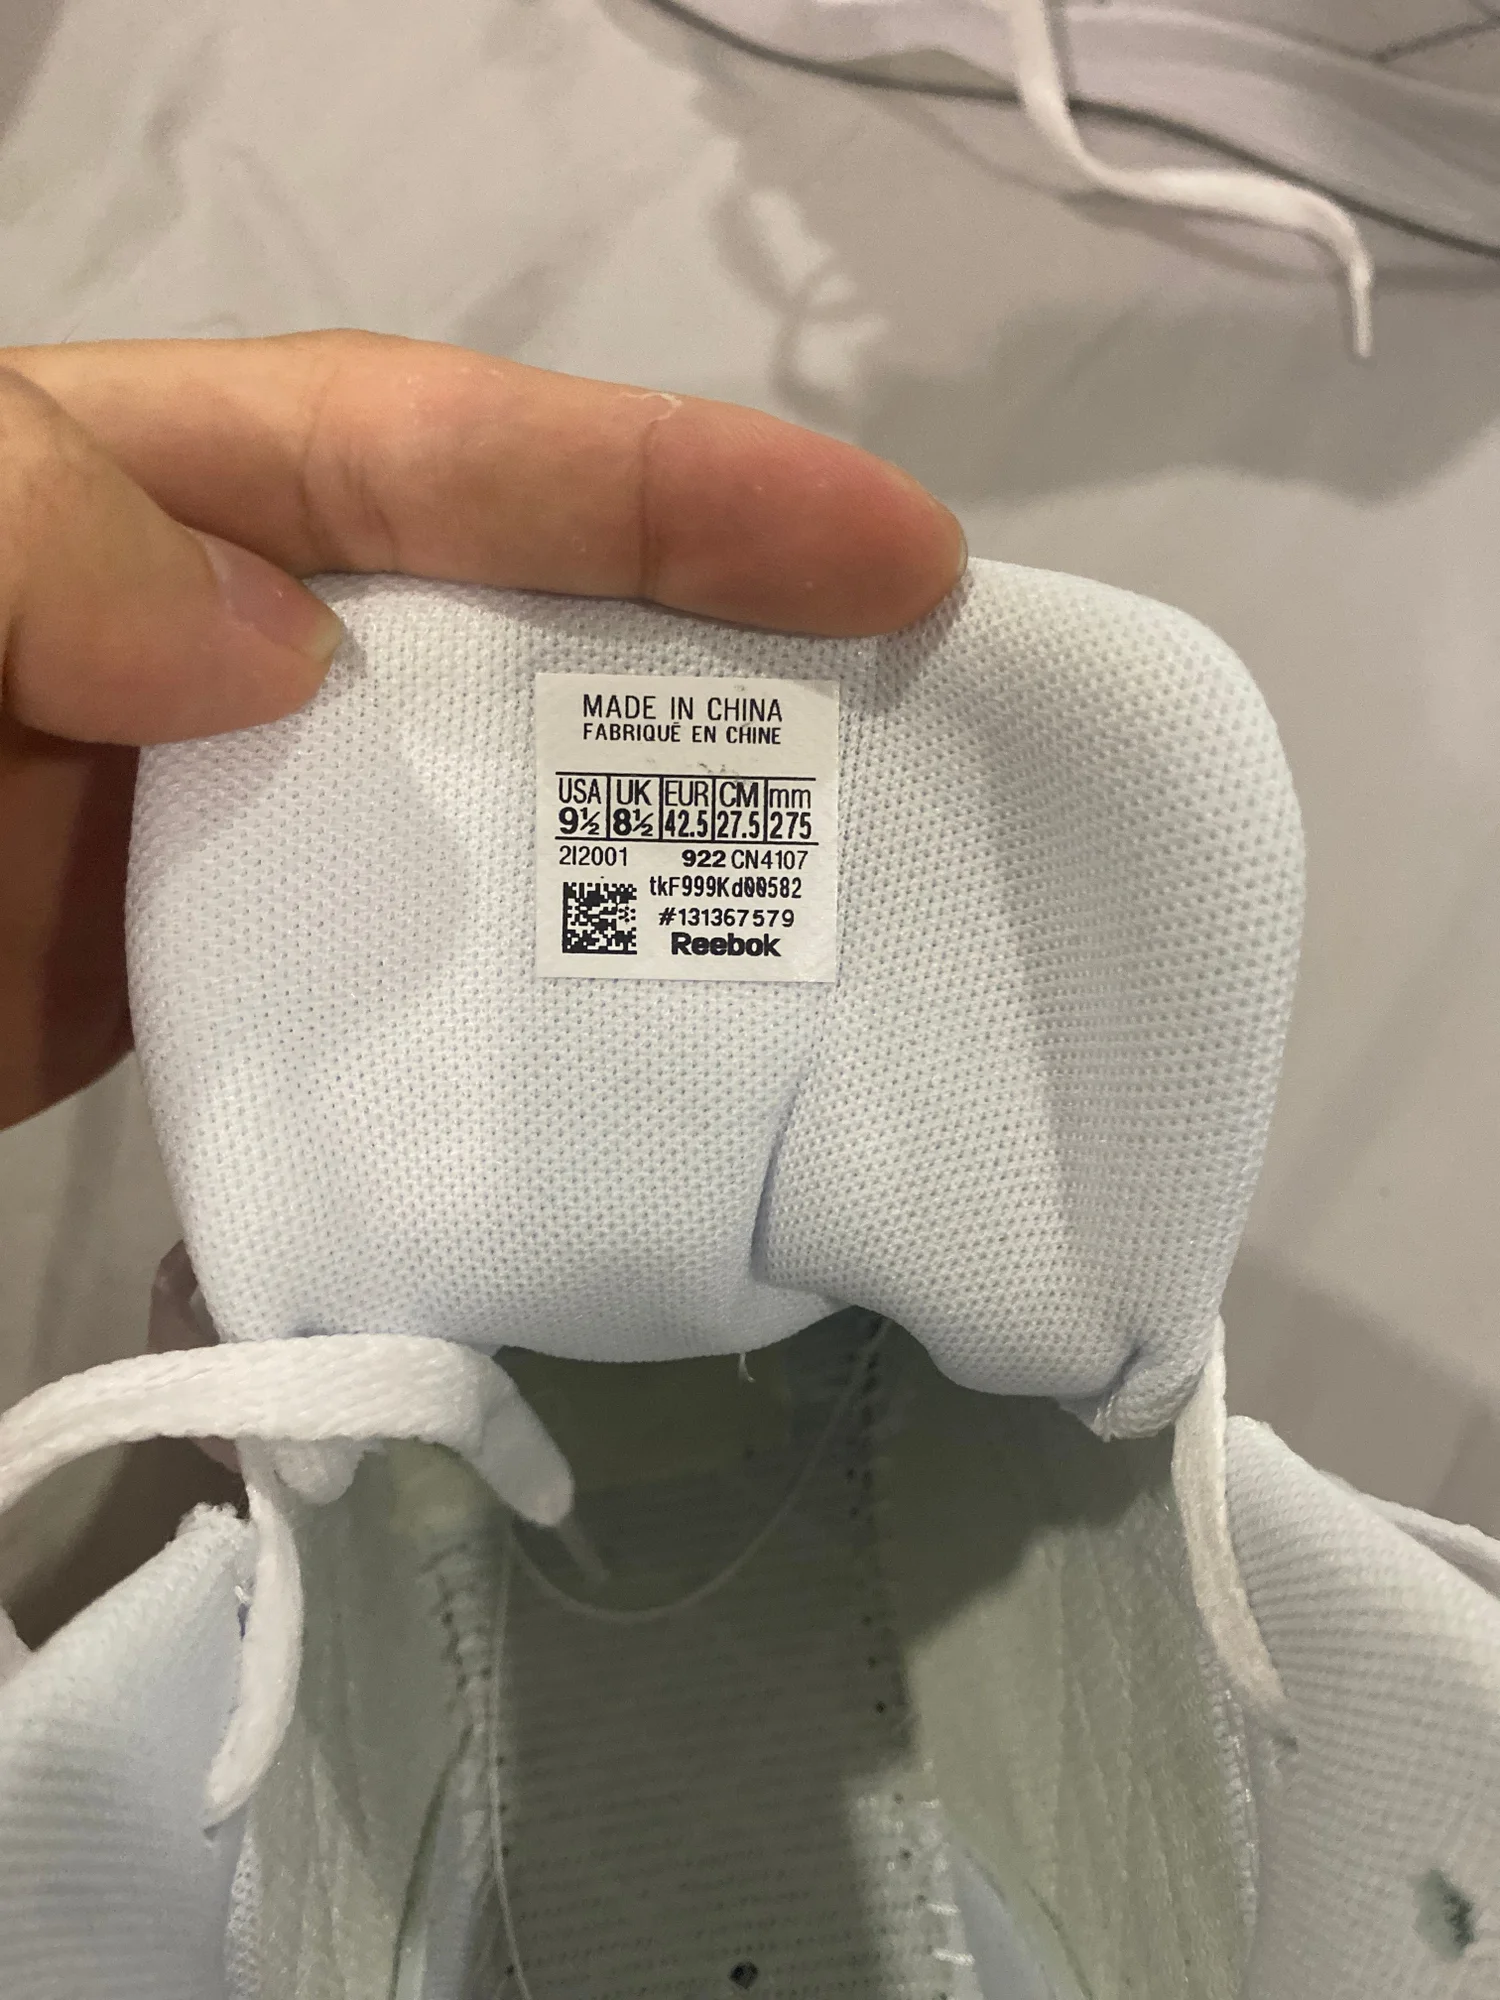 MADE IN CHINA
FABRIQUÉ EN CHINE
USA UK EUR CM mm
9½ 8½ 42.5 27.5 275
2I2001 922 CN4107
tkF999Kd00582
#131367579
Reebok